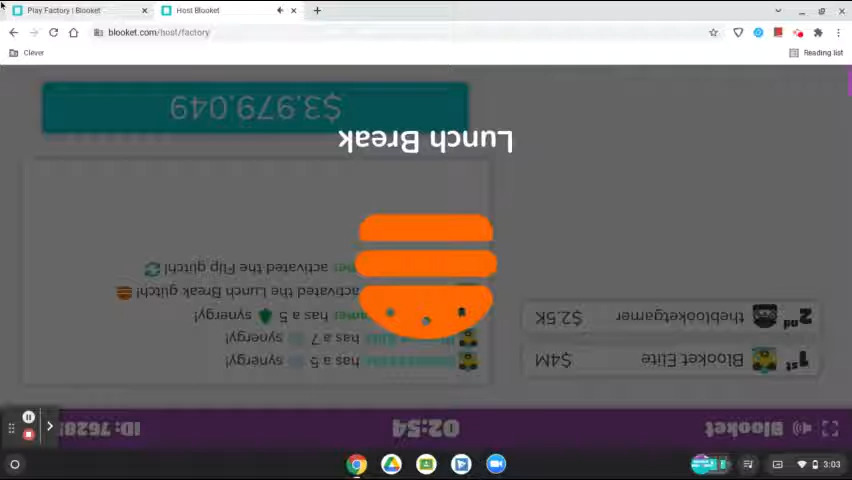 Play Factory | Blooket
Host Blooket
blooket.com/host/factory
Clever
Reading list
Blooket
02:54
ID: 7628
1st Blooket Elite $4M
2nd theblooketgamer $2.5K
has a 5 synergy!
has a 7 synergy!
has a 5 synergy!
activated the Lunch Break glitch!
activated the Flip glitch!
Lunch Break
$3,979,049
3:03